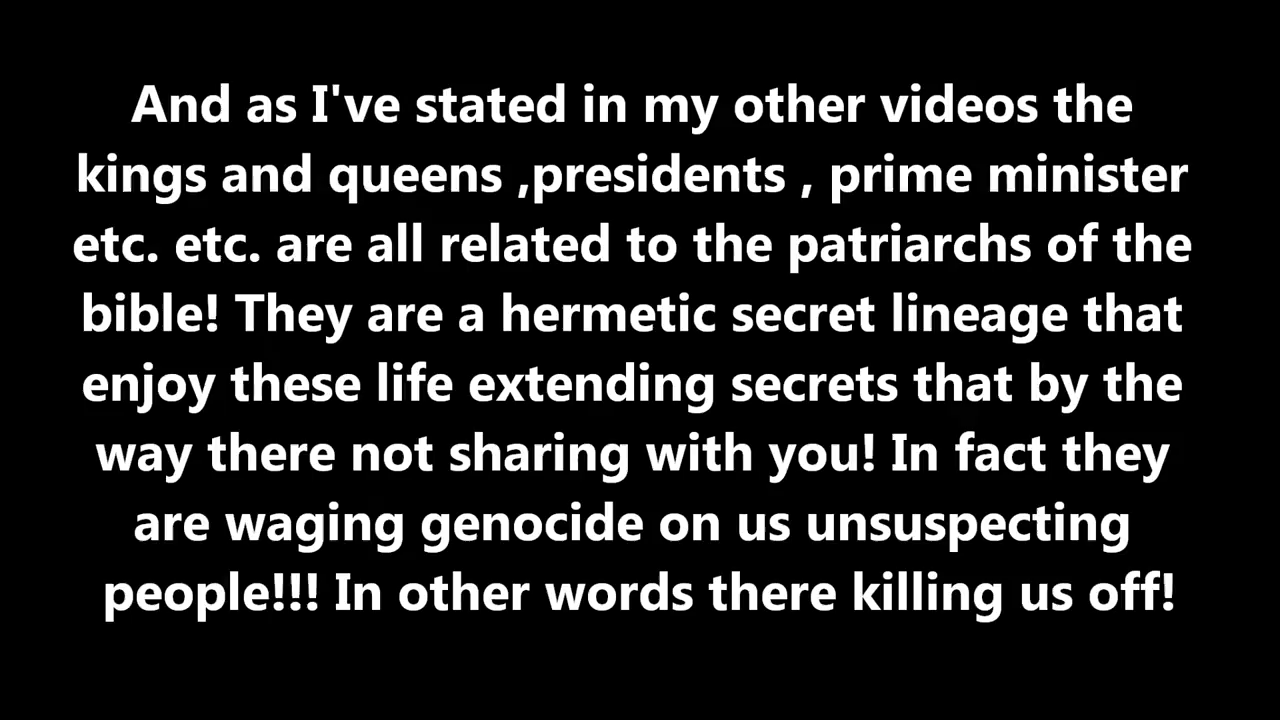 And as I've stated in my other videos the
kings and queens ,presidents , prime minister
etc. etc. are all related to the patriarchs of the
bible! They are a hermetic secret lineage that
enjoy these life extending secrets that by the
way there not sharing with you! In fact they
are waging genocide on us unsuspecting
people!!! In other words there killing us off!